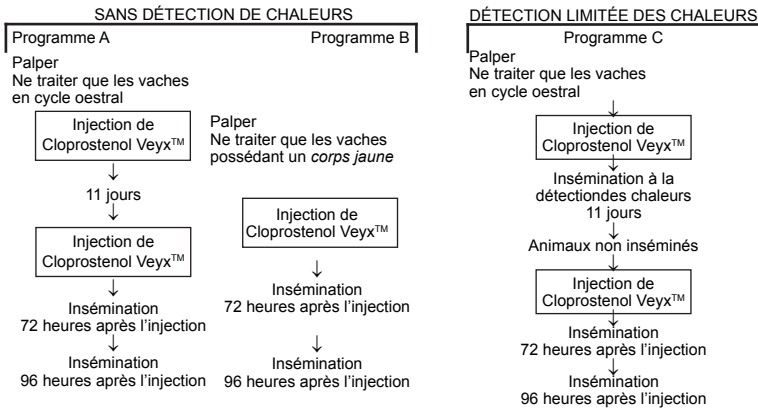 SANS DÉTECTION DE CHALEURS
Programme A
Palper
Ne traiter que les vaches
en cycle oestral
Injection de
Cloprostenol Veyx™
↓
11 jours
↓
Injection de
Cloprostenol Veyx™
↓
Insémination
72 heures après l’injection
↓
Insémination
96 heures après l’injection
Programme B
Palper
Ne traiter que les vaches
possédant un corps jaune
Injection de
Cloprostenol Veyx™
↓
Insémination
72 heures après l’injection
↓
Insémination
96 heures après l’injection
DÉTECTION LIMITÉE DES CHALEURS
Programme C
Palper
Ne traiter que les vaches
en cycle oestral
↓
Injection de
Cloprostenol Veyx™
↓
Insémination à la
détectiondes chaleurs
11 jours
↓
Animaux non inséminés
↓
Injection de
Cloprostenol Veyx™
↓
Insémination
72 heures après l’injection
↓
Insémination
96 heures après l’injection